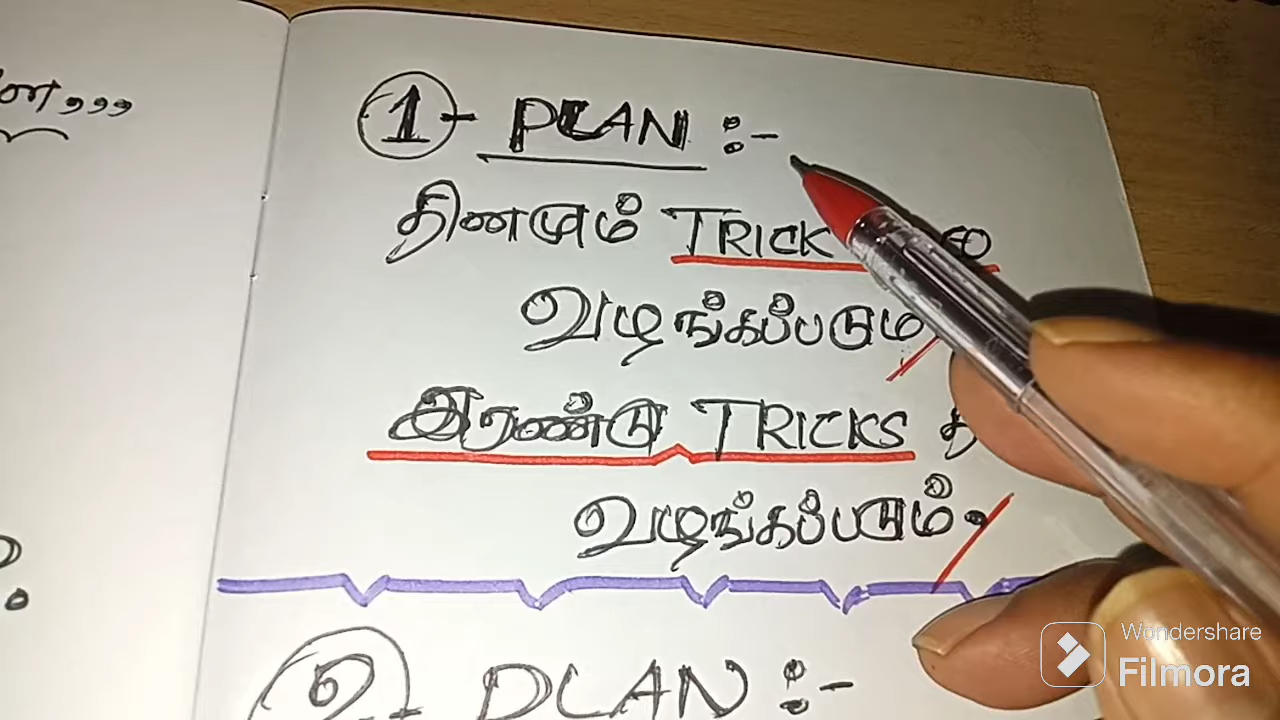 1 - PLAN :-
தினமும் TRICK
வழங்கப்படும்
இரண்டு TRICKS
வழங்கப்படும்.
2 - PLAN :-
Wondershare
Filmora